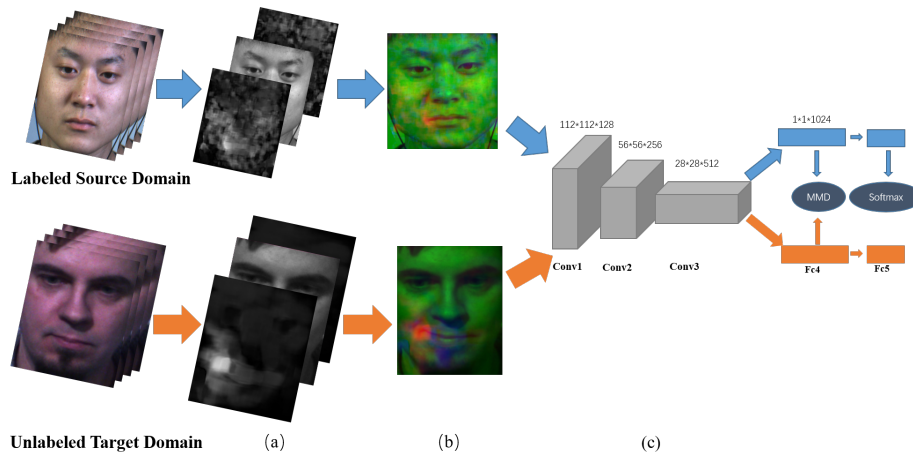 Labeled Source Domain
112*112*128
56*56*256
28*28*512
1*1*1024
MMD
Softmax
Conv1
Conv2
Conv3
Fc4
Fc5
Unlabeled Target Domain
(a)
(b)
(c)